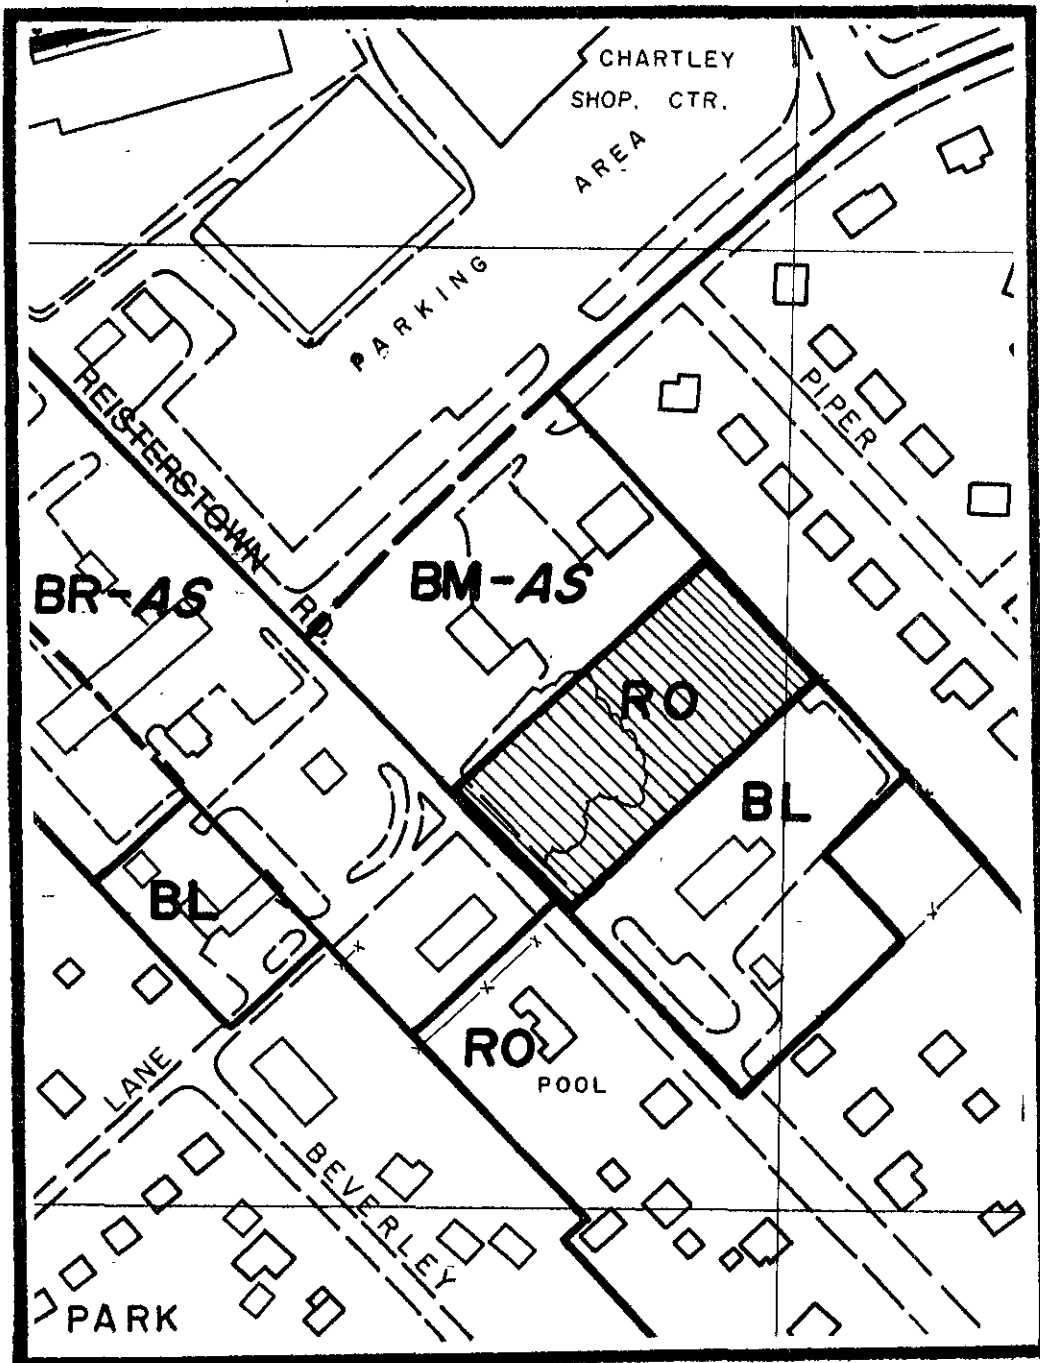 CHARTLEY
SHOP. CTR.
PARKING AREA
PIPER
REISTERSTOWN RD.
BR-AS
BM-AS
RO
BL
BL
RO
POOL
LANE
BEVERLEY
PARK